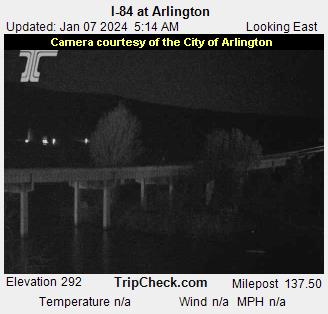 I-84 at Arlington
Updated: Jan 07 2024 5:14 AM Looking East
Camera courtesy of the City of Arlington
Elevation 292 TripCheck.com Milepost 137.50
Temperature n/a Wind n/a MPH n/a